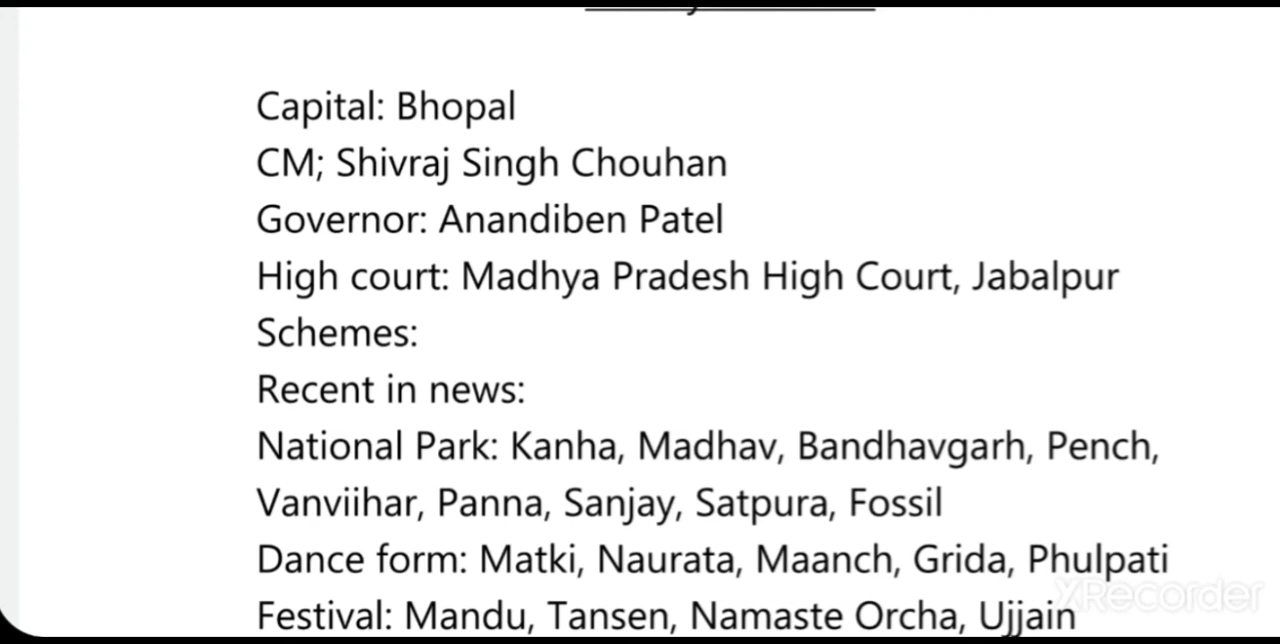 Capital: Bhopal
CM; Shivraj Singh Chouhan
Governor: Anandiben Patel
High court: Madhya Pradesh High Court, Jabalpur
Schemes:
Recent in news:
National Park: Kanha, Madhav, Bandhavgarh, Pench,
Vanviihar, Panna, Sanjay, Satpura, Fossil
Dance form: Matki, Naurata, Maanch, Grida, Phulpati
XRecorder
Festival: Mandu, Tansen, Namaste Orcha, Ujjain